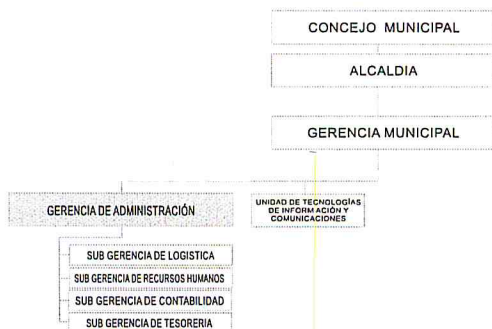 CONCEJO MUNICIPAL
ALCALDIA
GERENCIA MUNICIPAL
GERENCIA DE ADMINISTRACIÓN
UNIDAD DE TECNOLOGÍAS
DE INFORMACIÓN Y
COMUNICACIONES
SUB GERENCIA DE LOGISTICA
SUB GERENCIA DE RECURSOS HUMANOS
SUB GERENCIA DE CONTABILIDAD
SUB GERENCIA DE TESORERIA